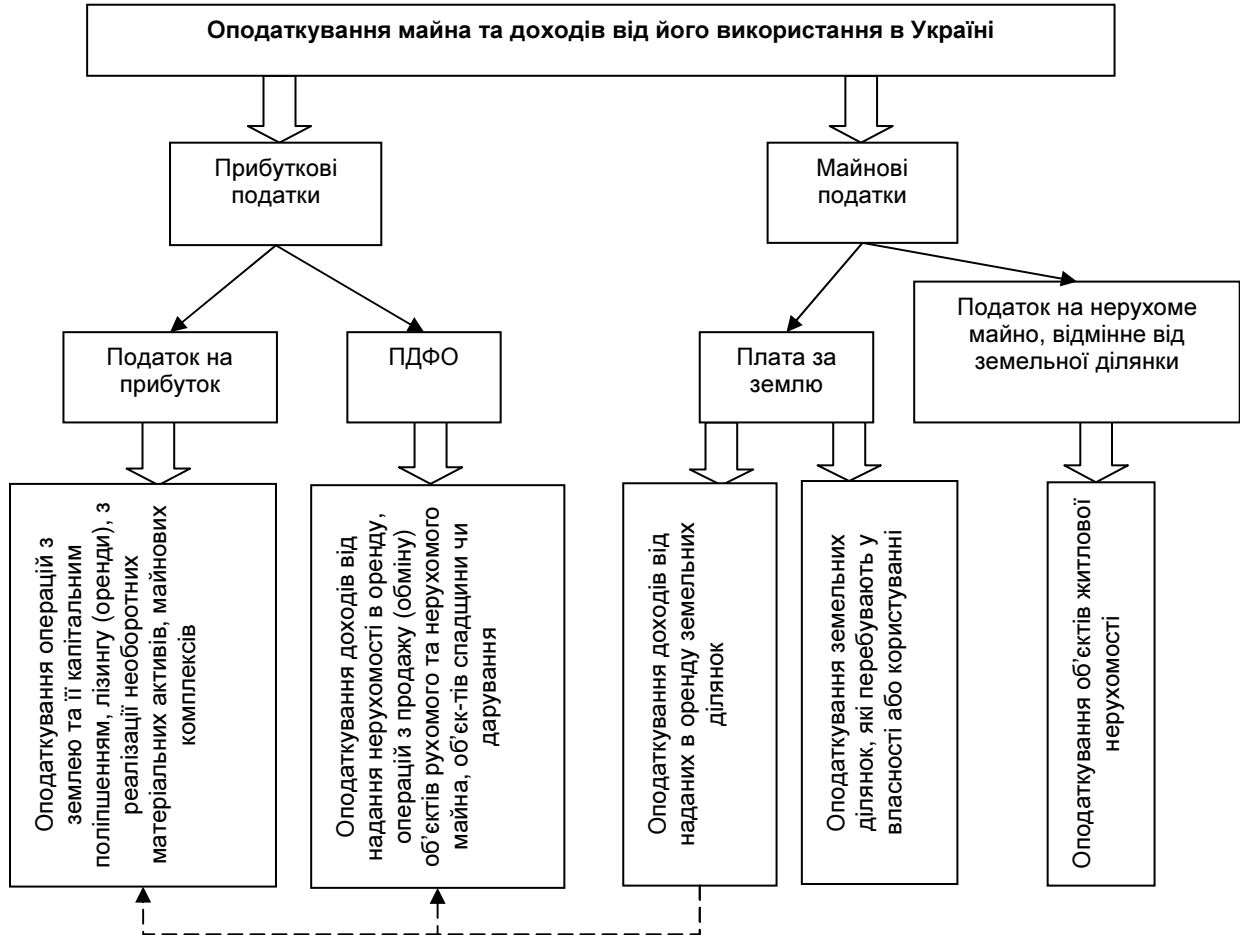 Оподаткування майна та доходів від його використання в Україні
Прибуткові
податки
Майнові
податки
Податок на
прибуток
ПДФО
Плата за
землю
Податок на нерухоме
майно, відмінне від
земельної ділянки
Оподаткування операцій з
землею та її капітальним
поліпшенням, лізингу (оренди), з
реалізації необоротних
матеріальних активів, майнових
комплексів
Оподаткування доходів від
надання нерухомості в оренду,
операцій з продажу (обміну)
об’єктів рухомого та нерухомого
майна, об’єк-тів спадщини чи
дарування
Оподаткування доходів від
наданих в оренду земельних
ділянок
Оподаткування земельних
ділянок, які перебувають у
власності або користуванні
Оподаткування об’єктів житлової
нерухомості